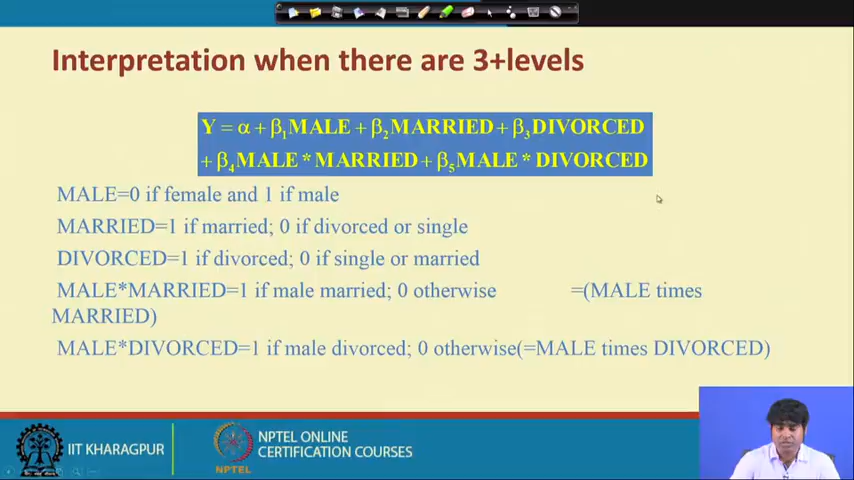 Interpretation when there are 3+levels
Y = α + β₁MALE + β₂MARRIED + β₃DIVORCED
+ β₄MALE * MARRIED + β₅MALE * DIVORCED
MALE=0 if female and 1 if male
MARRIED=1 if married; 0 if divorced or single
DIVORCED=1 if divorced; 0 if single or married
MALE*MARRIED=1 if male married; 0 otherwise =(MALE times
MARRIED)
MALE*DIVORCED=1 if male divorced; 0 otherwise(=MALE times DIVORCED)
IIT KHARAGPUR
NPTEL
NPTEL ONLINE
CERTIFICATION COURSES